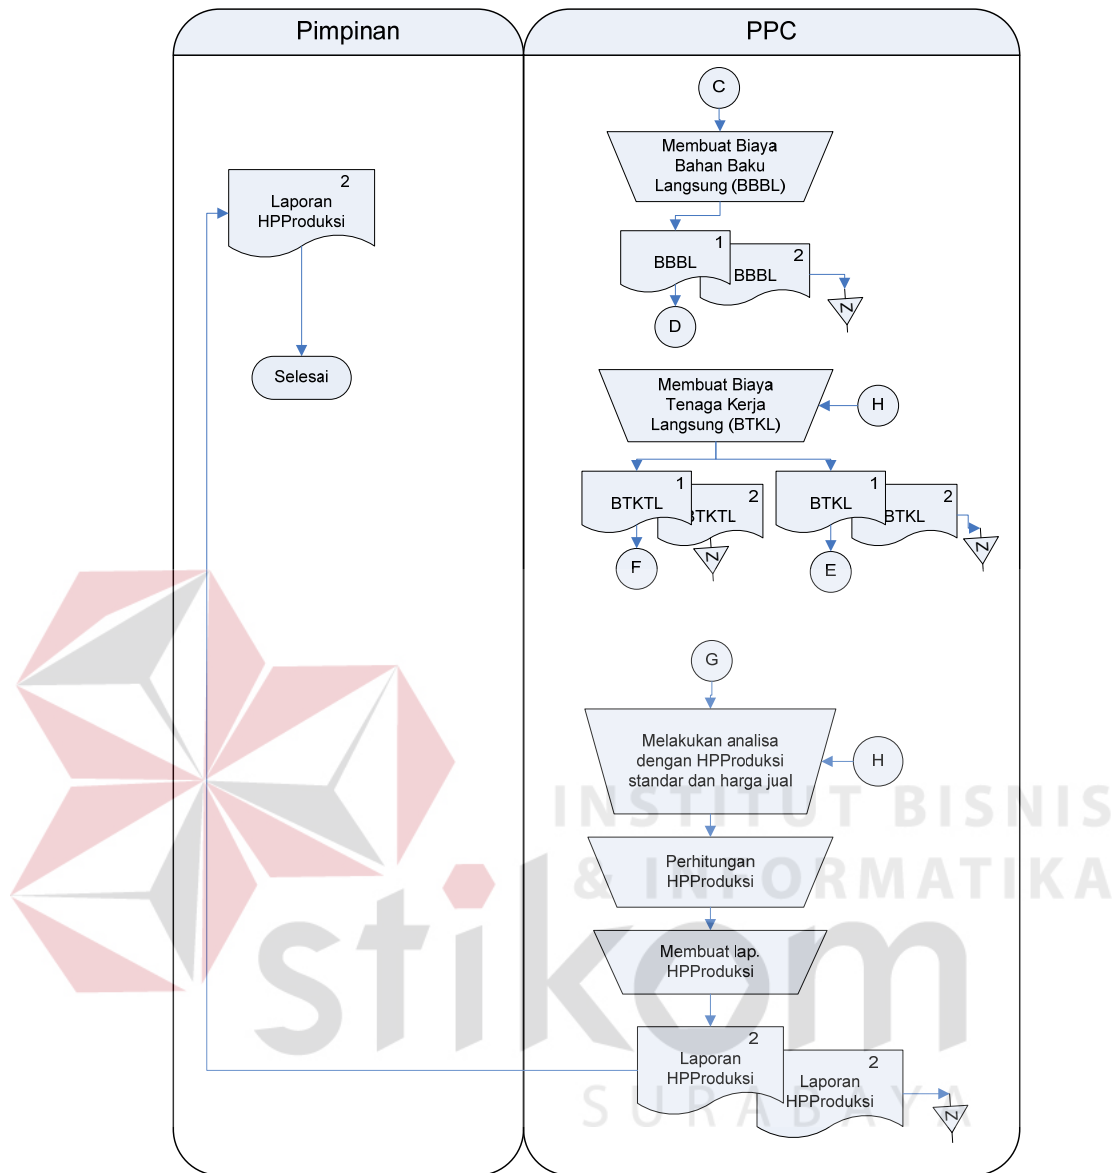 Pimpinan
PPC
C
Membuat Biaya
Bahan Baku
Langsung (BBBL)
2
Laporan
HPProduksi
1
BBBL
2
BBBL
Z
D
Selesai
Membuat Biaya
Tenaga Kerja
Langsung (BTKL)
H
1
BTKTL
2
BTKTL
Z
F
1
BTKL
2
BTKL
Z
E
G
Melakukan analisa
dengan HPProduksi
standar dan harga jual
H
Perhitungan
HPProduksi
Membuat lap.
HPProduksi
2
Laporan
HPProduksi
2
Laporan
HPProduksi
Z
INSTITUT BISNIS
& INFORMATIKA
stikom
SURABAYA